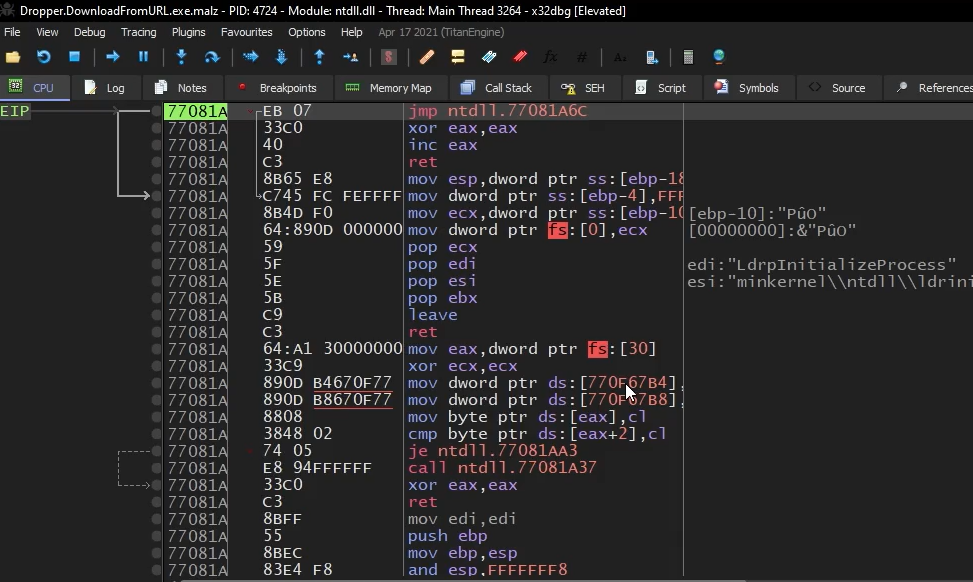 Dropper.DownloadFromURL.exe.malz - PID: 4724 - Module: ntdll.dll - Thread: Main Thread 3264 - x32dbg [Elevated]
File View Debug Tracing Plugins Favourites Options Help Apr 17 2021 (TitanEngine)
CPU Log Notes Breakpoints Memory Map Call Stack SEH Script Symbols Source References
EIP 77081A EB 07 jmp ntdll.77081A6C
77081A 33C0 xor eax,eax
77081A 40 inc eax
77081A C3 ret
77081A 8B65 E8 mov esp,dword ptr ss:[ebp-18
77081A C745 FC FEFFFF mov dword ptr ss:[ebp-4],FFF
77081A 8B4D F0 mov ecx,dword ptr ss:[ebp-10 [ebp-10]:"PûO"
77081A 64:890D 000000 mov dword ptr fs:[0],ecx [00000000]:&"PûO"
77081A 59 pop ecx
77081A 5F pop edi edi:"LdrpInitializeProcess"
77081A 5E pop esi esi:"minkernel\\ntdll\\ldrini
77081A 5B pop ebx
77081A C9 leave
77081A C3 ret
77081A 64:A1 30000000 mov eax,dword ptr fs:[30]
77081A 33C9 xor ecx,ecx
77081A 890D B4670F77 mov dword ptr ds:[770F67B4],
77081A 890D B8670F77 mov dword ptr ds:[770F67B8],
77081A 8808 mov byte ptr ds:[eax],cl
77081A 3848 02 cmp byte ptr ds:[eax+2],cl
77081A 74 05 je ntdll.77081AA3
77081A E8 94FFFFFF call ntdll.77081A37
77081A 33C0 xor eax,eax
77081A C3 ret
77081A 8BFF mov edi,edi
77081A 55 push ebp
77081A 8BEC mov ebp,esp
77081A 83E4 F8 and esp,FFFFFFF8